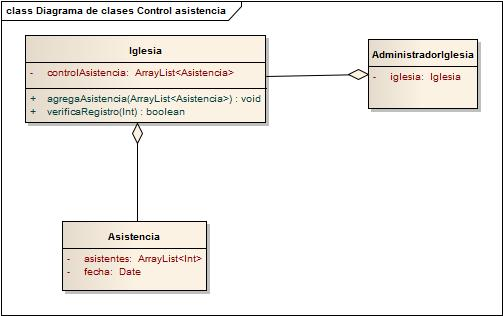 class Diagrama de clases Control asistencia
Iglesia
- controlAsistencia: ArrayList<Asistencia>
+ agregaAsistencia(ArrayList<Asistencia>) : void
+ verificaRegistro(Int) : boolean
AdministradorIglesia
- iglesia: Iglesia
Asistencia
- asistentes: ArrayList<Int>
- fecha: Date